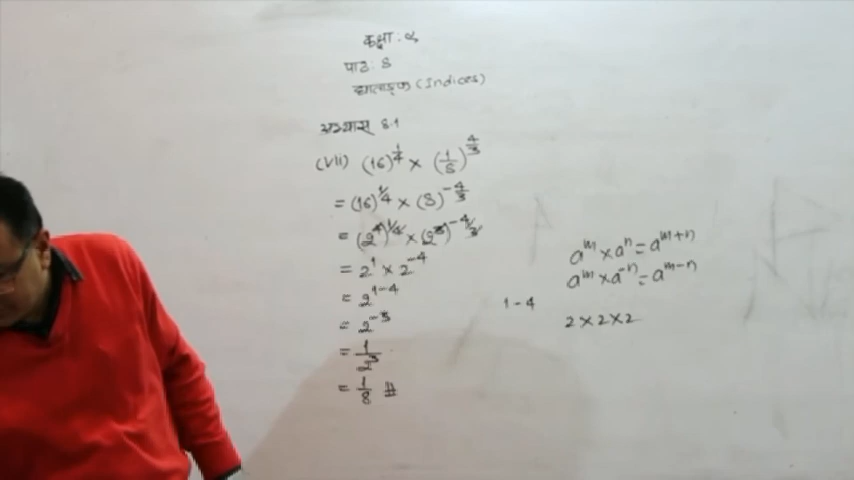 कक्षा : ९
पाठ : 8
घाताङ्क (Indices)
अभ्यास 8.1
(vii) (16)^{1/4} × (1/8)^{4/3}
= (16)^{1/4} × (8)^{-4/3}
= (2^4)^{1/4} × (2^3)^{-4/3}
= 2^1 × 2^{-4}
= 2^{1-4}
= 2^{-3}
= 1/2^3
= 1/8 #
a^m × a^n = a^{m+n}
a^m × a^{-n} = a^{m-n}
1-4
2 × 2 × 2